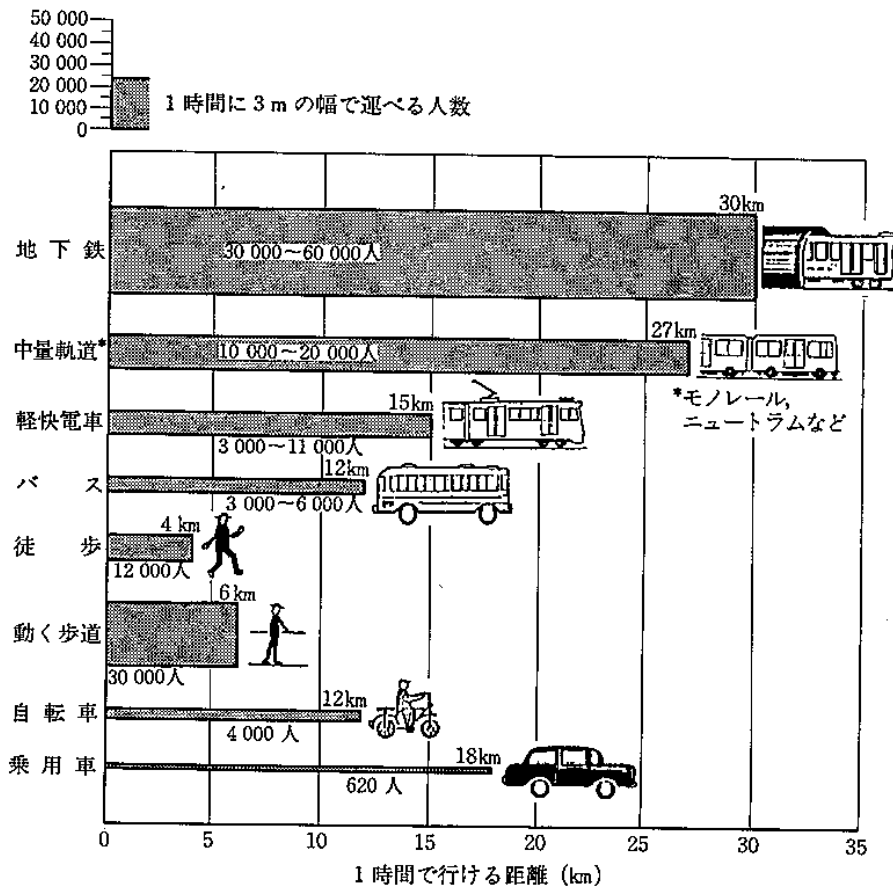 50 000
40 000
30 000
20 000
10 000
0
1時間に3mの幅で運べる人数
30km
地下鉄
30 000～60 000人
27km
中量軌道*
10 000～20 000人
*モノレール,
ニュートラムなど
15km
軽快電車
3 000～11 000人
12km
バス
3 000～6 000人
4km
徒歩
12 000人
6km
動く歩道
30 000人
12km
自転車
4 000人
18km
乗用車
620人
0 5 10 15 20 25 30 35
1時間で行ける距離 (km)